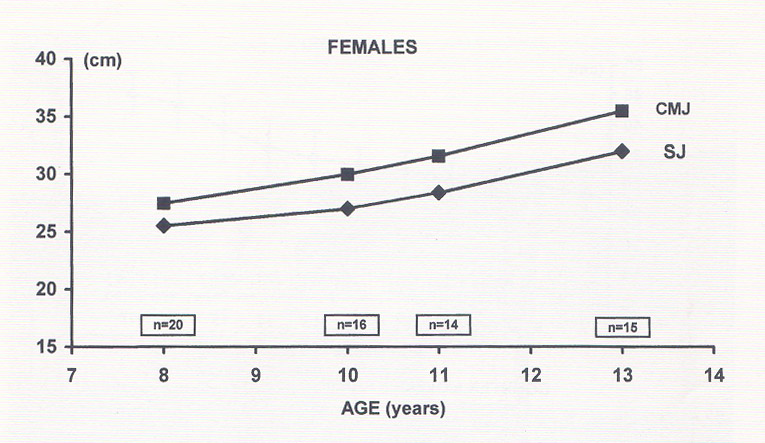 FEMALES
40 (cm)
35
CMJ
SJ
30
25
20
n=20 n=16 n=14 n=15
15
7 8 9 10 11 12 13 14
AGE (years)